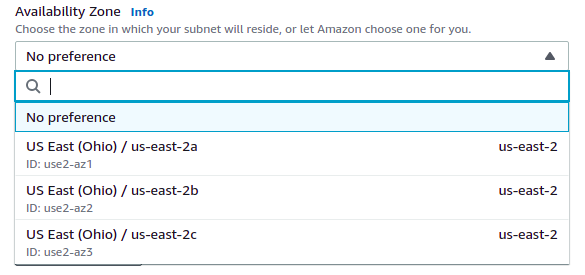 Availability Zone Info
Choose the zone in which your subnet will reside, or let Amazon choose one for you.
No preference
No preference
US East (Ohio) / us-east-2a us-east-2
ID: use2-az1
US East (Ohio) / us-east-2b us-east-2
ID: use2-az2
US East (Ohio) / us-east-2c us-east-2
ID: use2-az3